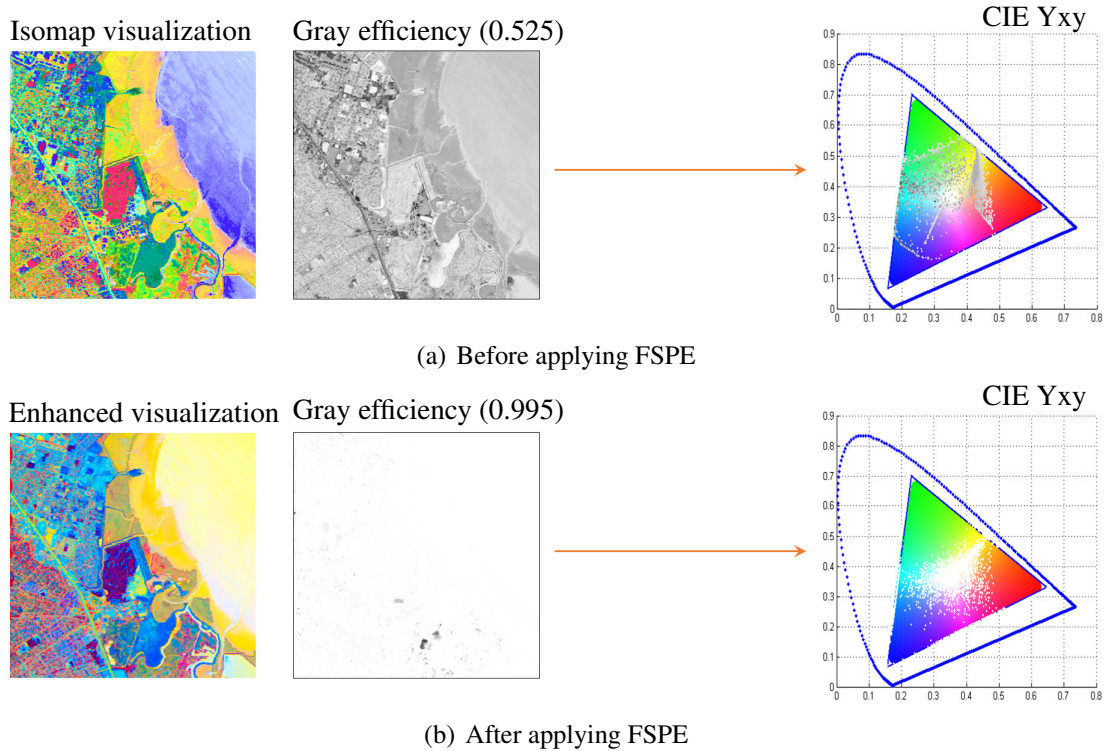 Isomap visualization
Gray efficiency (0.525)
CIE Yxy
0.9
0.8
0.7
0.6
0.5
0.4
0.3
0.2
0.1
0
0 0.1 0.2 0.3 0.4 0.5 0.6 0.7 0.8
(a) Before applying FSPE
Enhanced visualization
Gray efficiency (0.995)
CIE Yxy
0.9
0.8
0.7
0.6
0.5
0.4
0.3
0.2
0.1
0
0 0.1 0.2 0.3 0.4 0.5 0.6 0.7 0.8
(b) After applying FSPE